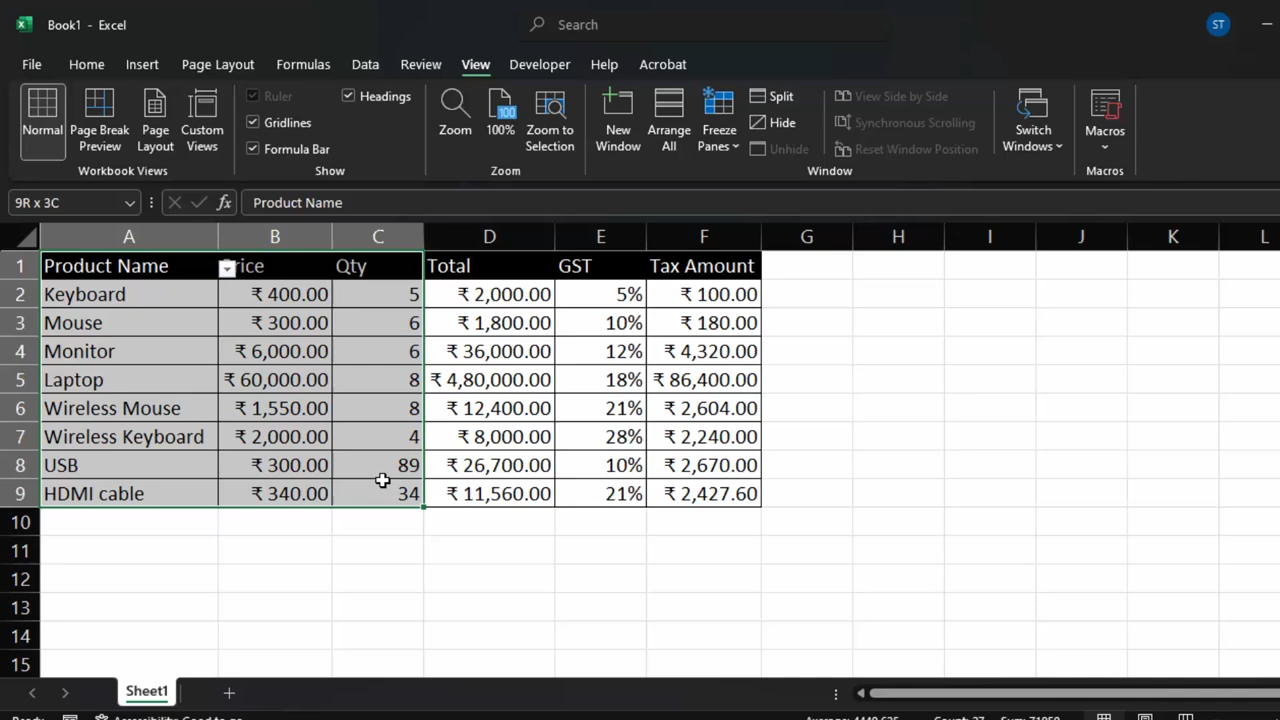 Book1 - Excel
Search
ST
File Home Insert Page Layout Formulas Data Review View Developer Help Acrobat
Normal
Page Break Preview
Page Layout
Custom Views
Workbook Views
Ruler
Gridlines
Formula Bar
Headings
Show
Zoom
100
100%
Zoom to Selection
Zoom
New Window
Arrange All
Freeze Panes
Split
Hide
Unhide
View Side by Side
Synchronous Scrolling
Reset Window Position
Window
Switch Windows
Macros
Macros
9R x 3C fx Product Name
A B C D E F G H I J K L
1 Product Name Qty Total GST Tax Amount
2 Keyboard ₹ 400.00 5 ₹ 2,000.00 5% ₹ 100.00
3 Mouse ₹ 300.00 6 ₹ 1,800.00 10% ₹ 180.00
4 Monitor ₹ 6,000.00 6 ₹ 36,000.00 12% ₹ 4,320.00
5 Laptop ₹ 60,000.00 8 ₹ 4,80,000.00 18% ₹ 86,400.00
6 Wireless Mouse ₹ 1,550.00 8 ₹ 12,400.00 21% ₹ 2,604.00
7 Wireless Keyboard ₹ 2,000.00 4 ₹ 8,000.00 28% ₹ 2,240.00
8 USB ₹ 300.00 89 ₹ 26,700.00 10% ₹ 2,670.00
9 HDMI cable ₹ 340.00 34 ₹ 11,560.00 21% ₹ 2,427.60
10
11
12
13
14
15
Sheet1